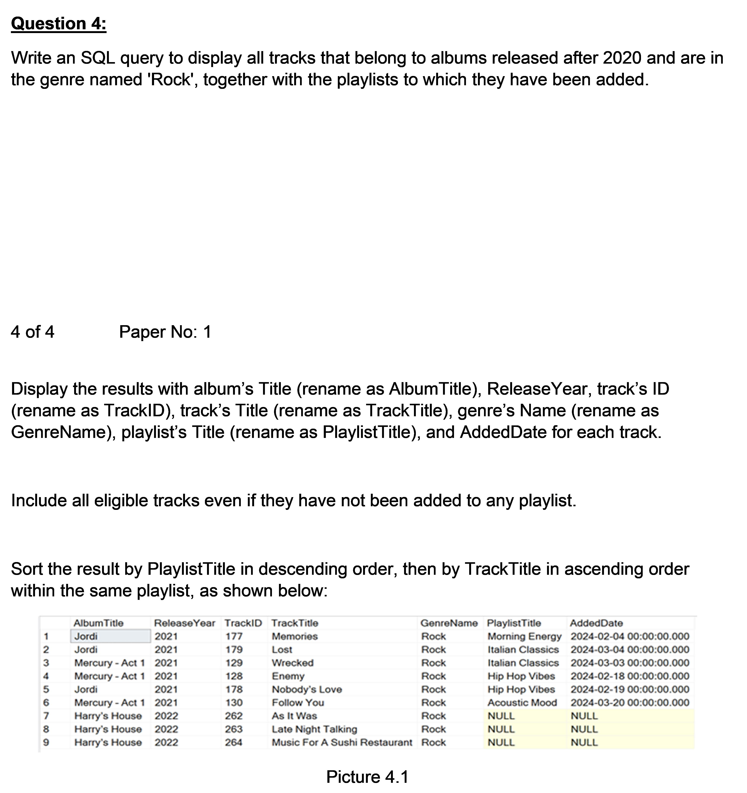 Question 4:
Write an SQL query to display all tracks that belong to albums released after 2020 and are in
the genre named 'Rock', together with the playlists to which they have been added.
4 of 4 Paper No: 1
Display the results with album's Title (rename as AlbumTitle), ReleaseYear, track's ID
(rename as TrackID), track's Title (rename as TrackTitle), genre's Name (rename as
GenreName), playlist's Title (rename as PlaylistTitle), and AddedDate for each track.
Include all eligible tracks even if they have not been added to any playlist.
Sort the result by PlaylistTitle in descending order, then by TrackTitle in ascending order
within the same playlist, as shown below:
AlbumTitle ReleaseYear TrackID TrackTitle GenreName PlaylistTitle AddedDate
1 Jordi 2021 177 Memories Rock Morning Energy 2024-02-04 00:00:00.000
2 Jordi 2021 179 Lost Rock Italian Classics 2024-03-04 00:00:00.000
3 Mercury - Act 1 2021 129 Wrecked Rock Italian Classics 2024-03-03 00:00:00.000
4 Mercury - Act 1 2021 128 Enemy Rock Hip Hop Vibes 2024-02-18 00:00:00.000
5 Jordi 2021 178 Nobody's Love Rock Hip Hop Vibes 2024-02-19 00:00:00.000
6 Mercury - Act 1 2021 130 Follow You Rock Acoustic Mood 2024-03-20 00:00:00.000
7 Harry's House 2022 262 As It Was Rock NULL NULL
8 Harry's House 2022 263 Late Night Talking Rock NULL NULL
9 Harry's House 2022 264 Music For A Sushi Restaurant Rock NULL NULL
Picture 4.1